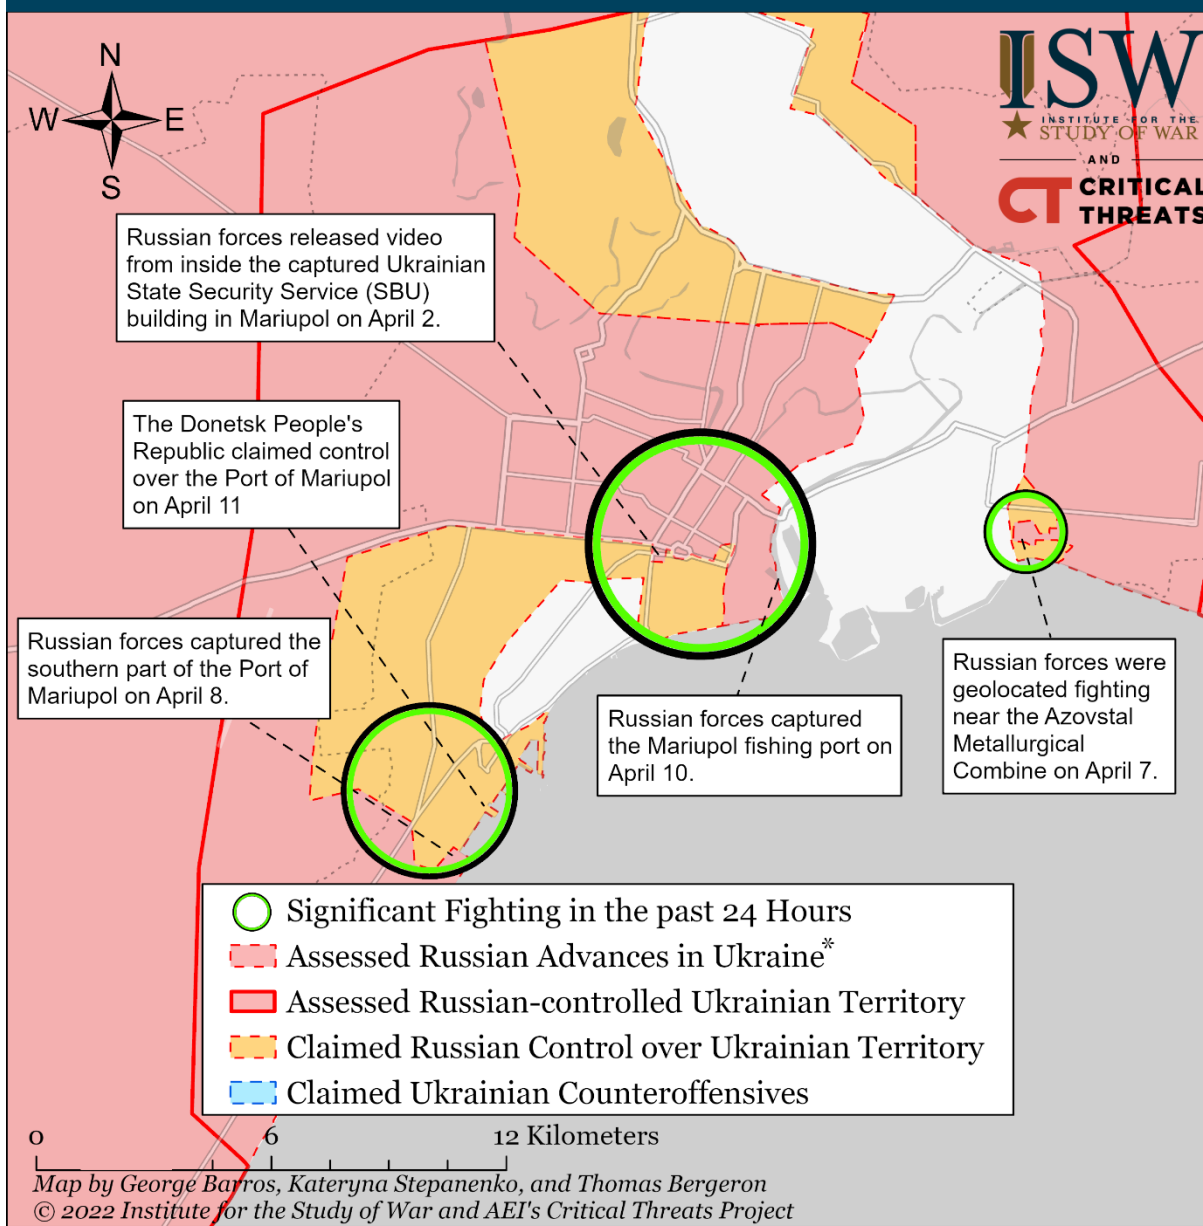 N
W E
S
ISW
INSTITUTE FOR THE
STUDY OF WAR
AND
CT CRITICAL
THREATS
Russian forces released video
from inside the captured Ukrainian
State Security Service (SBU)
building in Mariupol on April 2.
The Donetsk People's
Republic claimed control
over the Port of Mariupol
on April 11
Russian forces captured the
southern part of the Port of
Mariupol on April 8.
Russian forces captured
the Mariupol fishing port on
April 10.
Russian forces were
geolocated fighting
near the Azovstal
Metallurgical
Combine on April 7.
Significant Fighting in the past 24 Hours
Assessed Russian Advances in Ukraine*
Assessed Russian-controlled Ukrainian Territory
Claimed Russian Control over Ukrainian Territory
Claimed Ukrainian Counteroffensives
0 6 12 Kilometers
Map by George Barros, Kateryna Stepanenko, and Thomas Bergeron
© 2022 Institute for the Study of War and AEI's Critical Threats Project